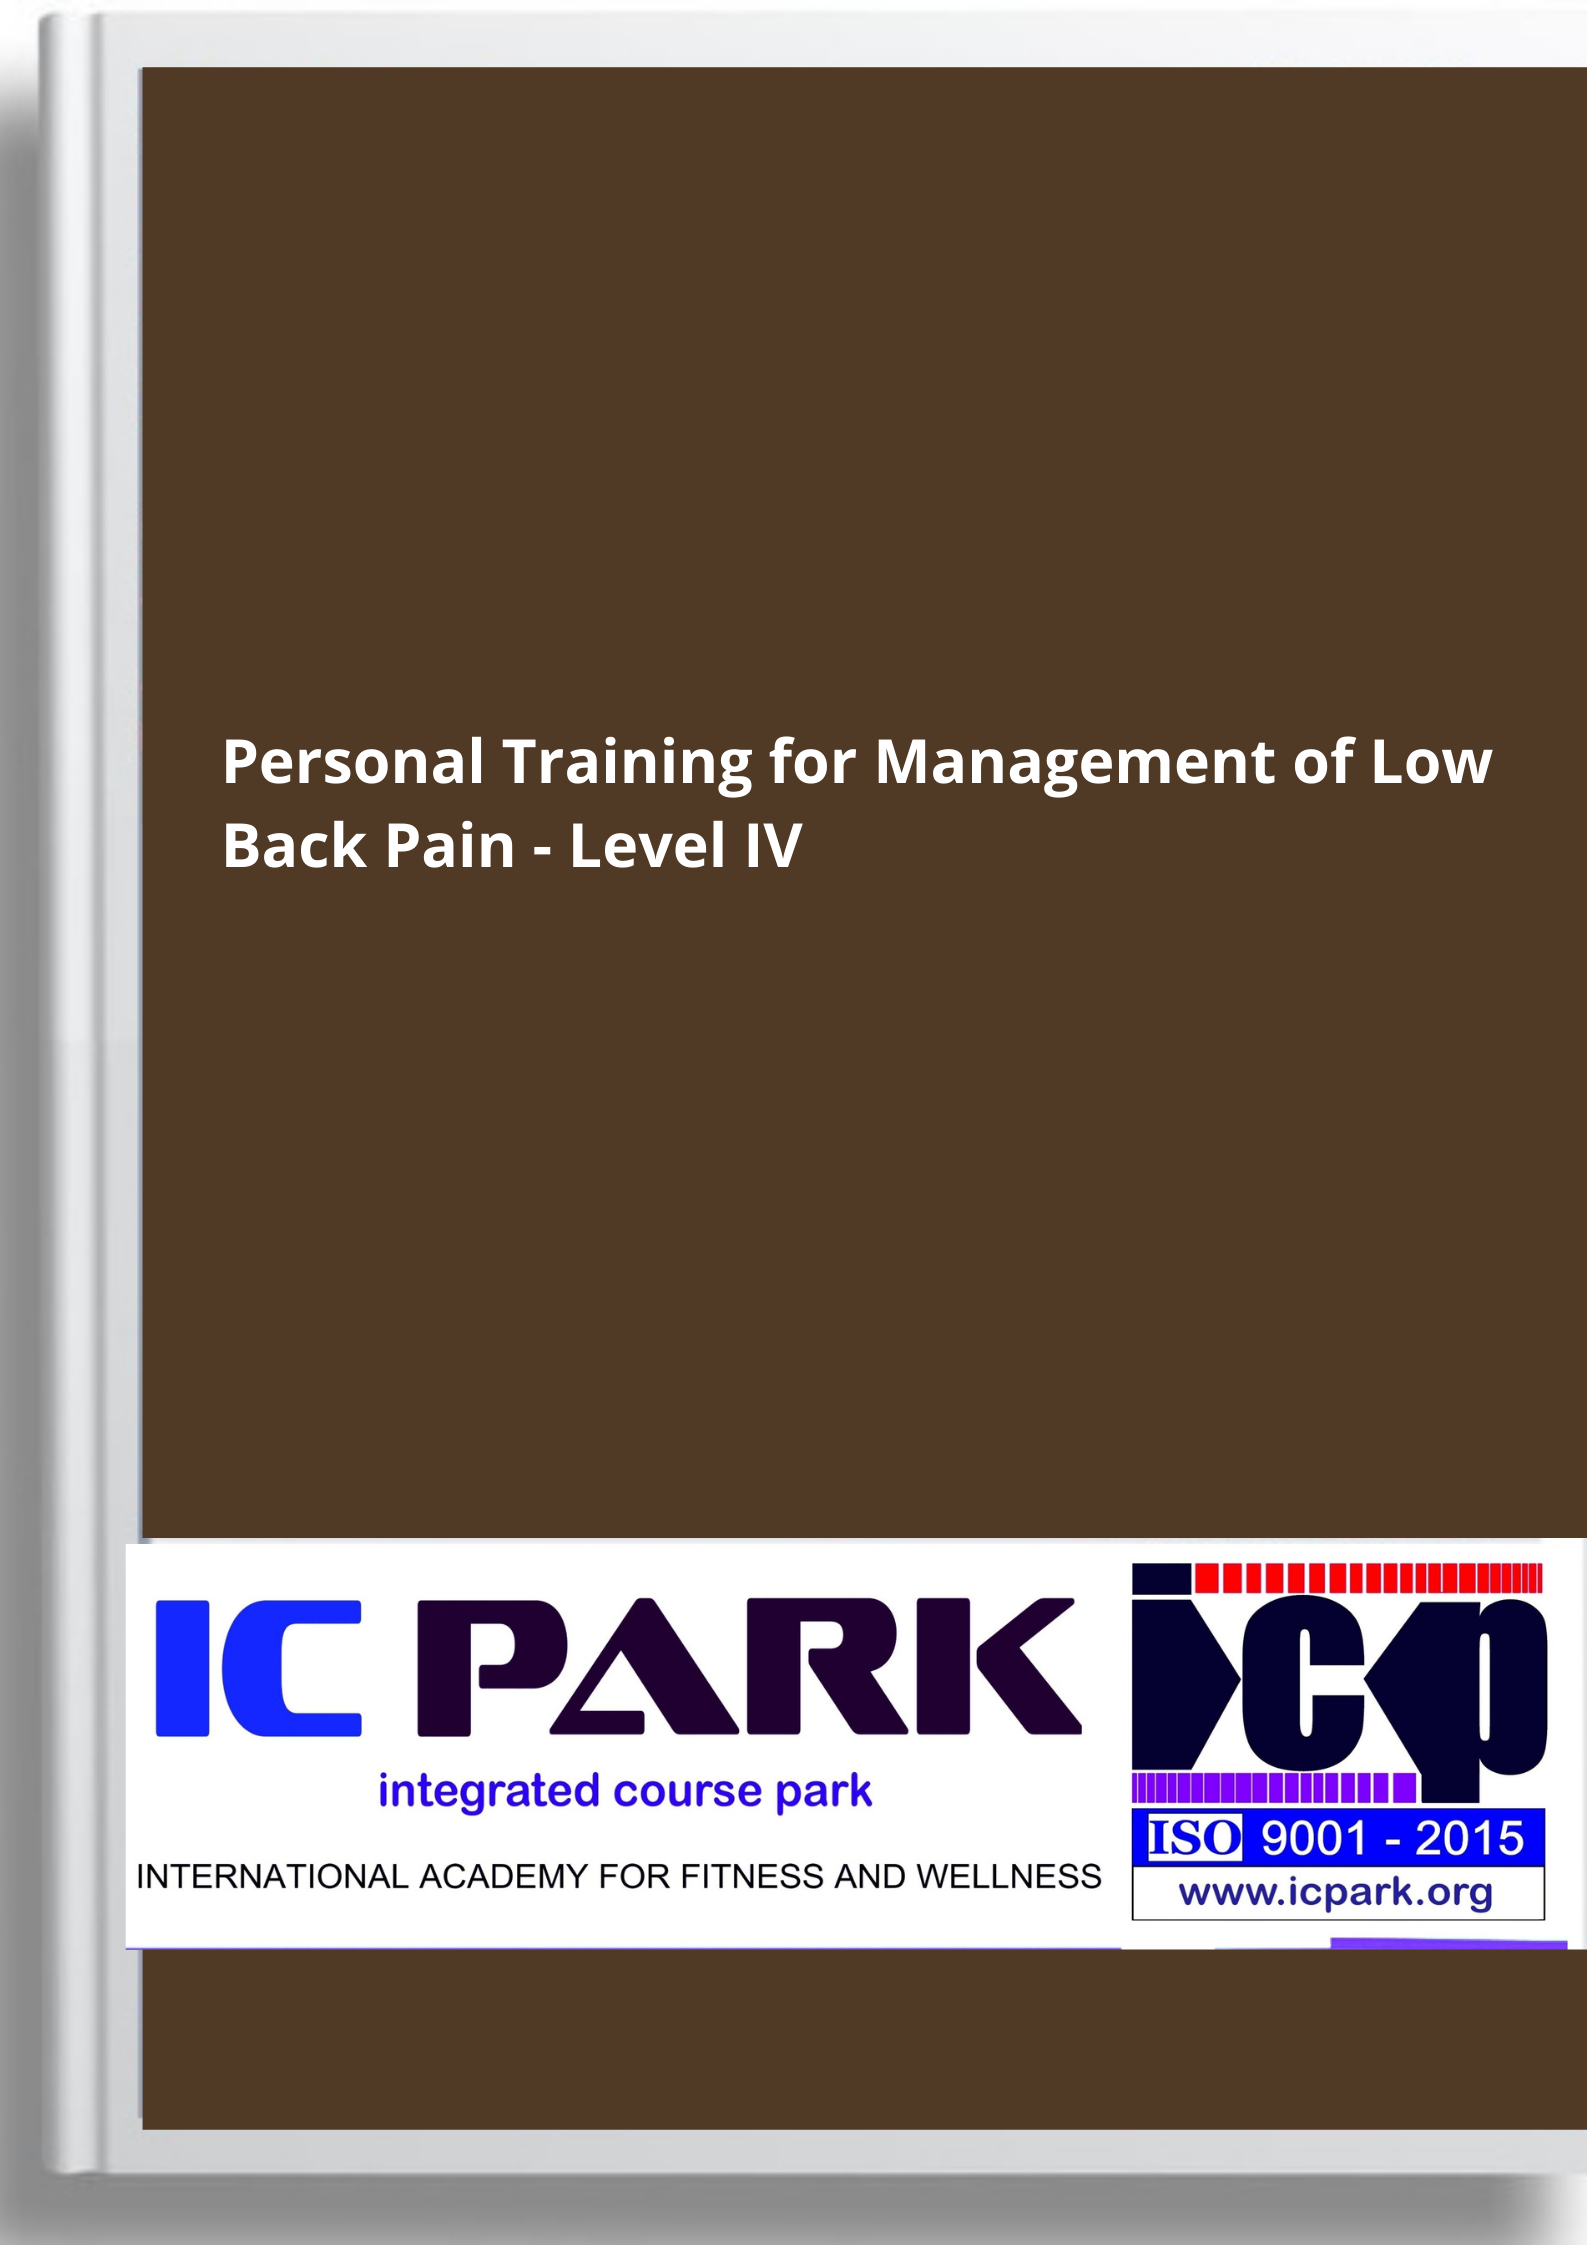 Personal Training for Management of Low
Back Pain - Level IV
IC PARK
integrated course park
INTERNATIONAL ACADEMY FOR FITNESS AND WELLNESS
icp
ISO 9001 - 2015
www.icpark.org